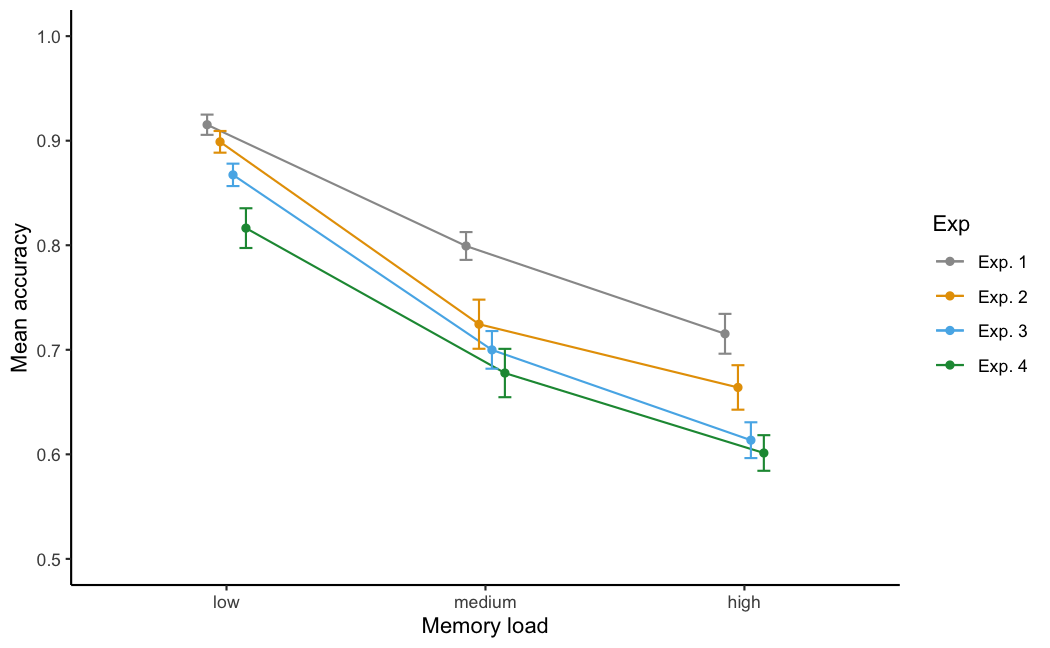 1.0
0.9
0.8
0.7
0.6
0.5
Mean accuracy
low medium high
Memory load
Exp
Exp. 1
Exp. 2
Exp. 3
Exp. 4